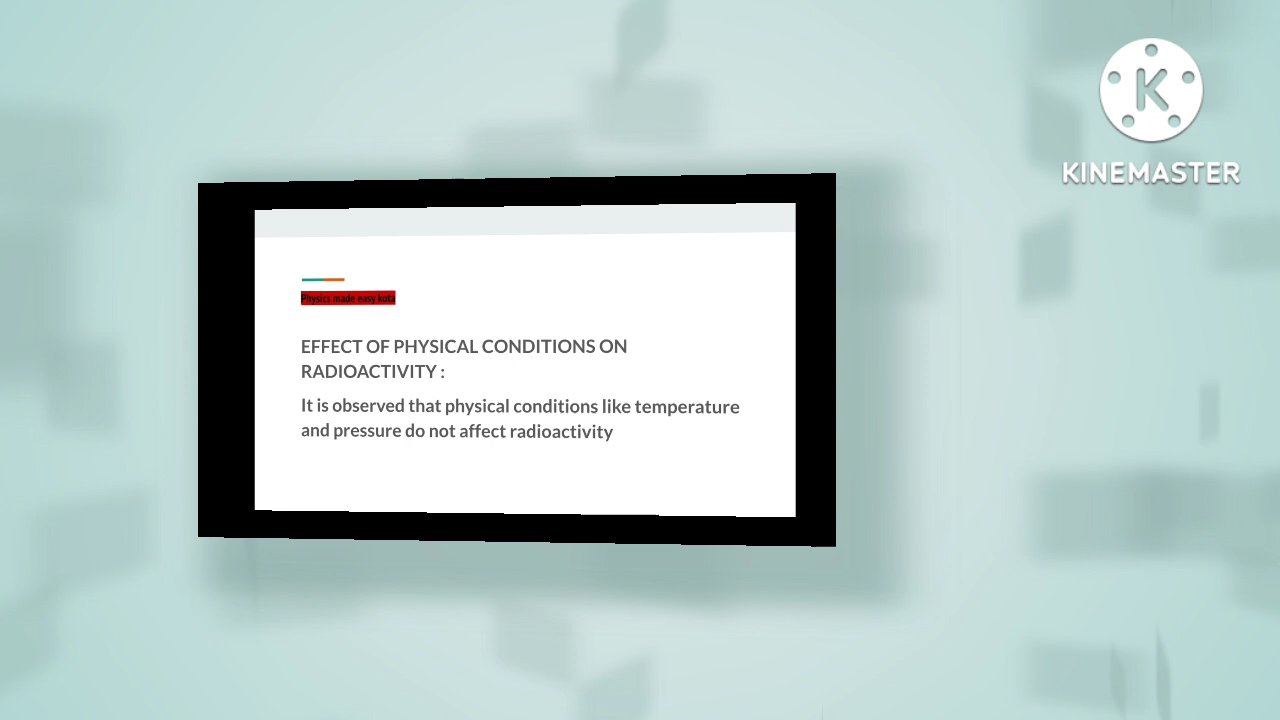 KINEMASTER
Physics made easy kota
EFFECT OF PHYSICAL CONDITIONS ON
RADIOACTIVITY :
It is observed that physical conditions like temperature
and pressure do not affect radioactivity